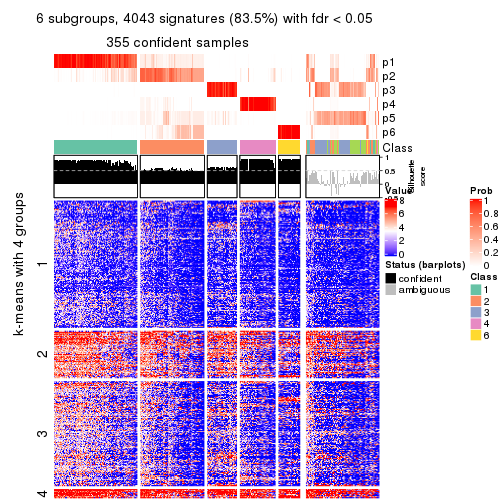 6 subgroups, 4043 signatures (83.5%) with fdr < 0.05
355 confident samples
p1
p2
p3
p4
p5
p6
Class
1
0.5
0
Silhouette
score
k-means with 4 groups
1
2
3
4
Value
8
6
4
2
0
Status (barplots)
confident
ambiguous
Prob
1
0.8
0.6
0.4
0.2
0
Class
1
2
3
4
6